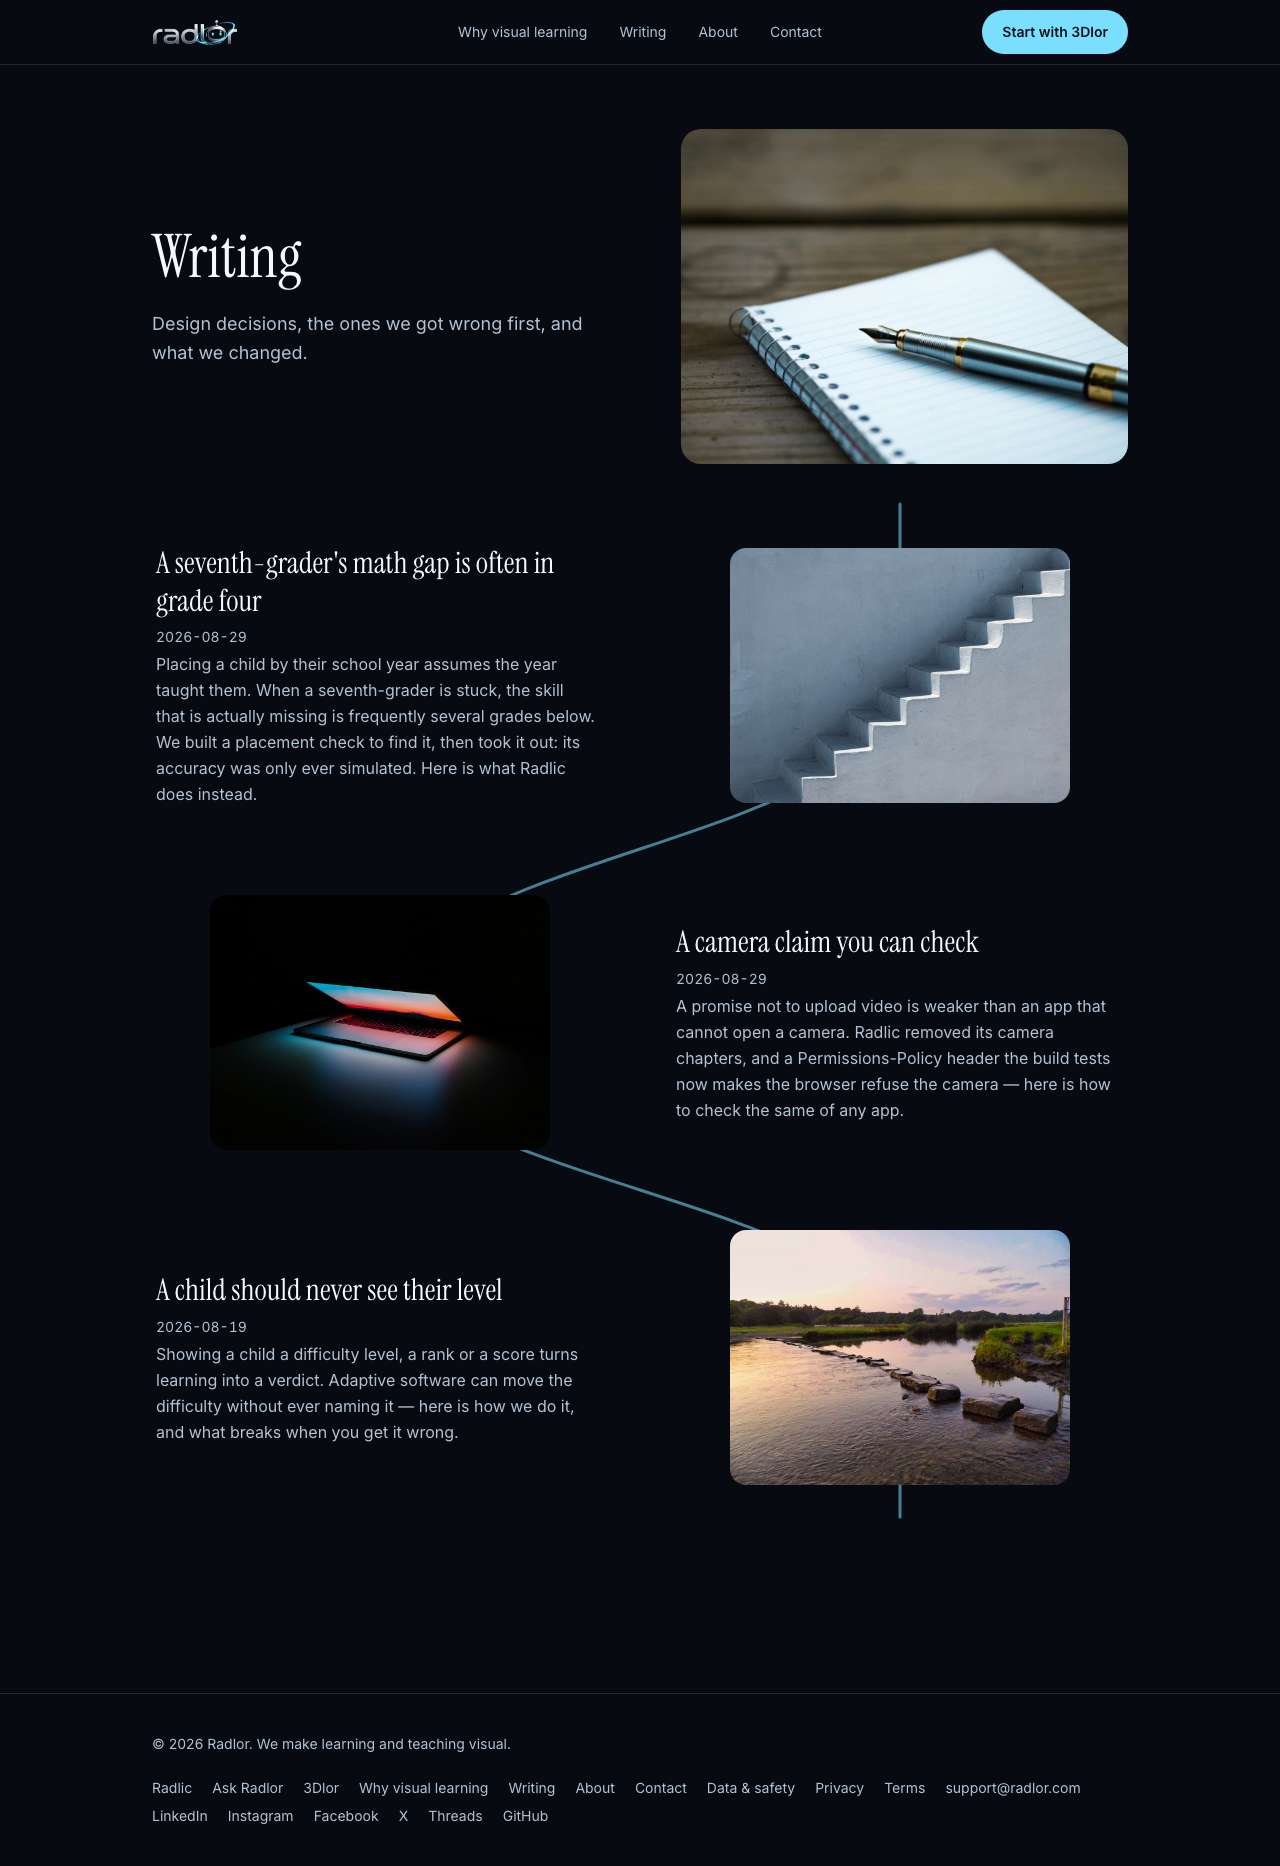 radlor
Why visual learning
Writing
About
Contact
Start with 3Dlor
Writing
Design decisions, the ones we got wrong first, and
what we changed.
A seventh-grader's math gap is often in
grade four
2026-08-29
Placing a child by their school year assumes the year
taught them. When a seventh-grader is stuck, the skill
that is actually missing is frequently several grades below.
We built a placement check to find it, then took it out: its
accuracy was only ever simulated. Here is what Radlic
does instead.
A camera claim you can check
2026-08-29
A promise not to upload video is weaker than an app that
cannot open a camera. Radlic removed its camera
chapters, and a Permissions-Policy header the build tests
now makes the browser refuse the camera — here is how
to check the same of any app.
A child should never see their level
2026-08-19
Showing a child a difficulty level, a rank or a score turns
learning into a verdict. Adaptive software can move the
difficulty without ever naming it — here is how we do it,
and what breaks when you get it wrong.
© 2026 Radlor. We make learning and teaching visual.
Radlic Ask Radlor 3Dlor Why visual learning Writing About Contact Data & safety Privacy Terms support@radlor.com
LinkedIn Instagram Facebook X Threads GitHub